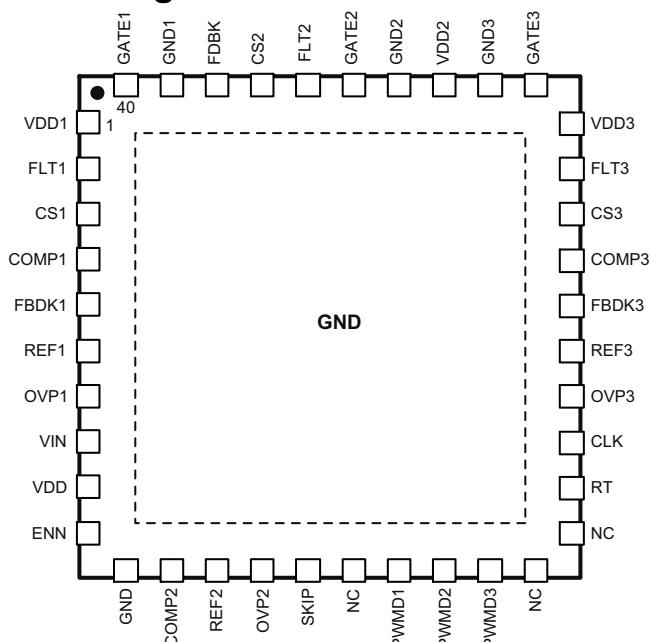 GATE1
GND1
FDBK
CS2
FLT2
GATE2
GND2
VDD2
GND3
GATE3
40
1
VDD1
FLT1
CS1
COMP1
FBDK1
REF1
OVP1
VIN
VDD
ENN
GND
VDD3
FLT3
CS3
COMP3
FBDK3
REF3
OVP3
CLK
RT
NC
GND
COMP2
REF2
OVP2
SKIP
NC
PWMD1
PWMD2
PWMD3
NC